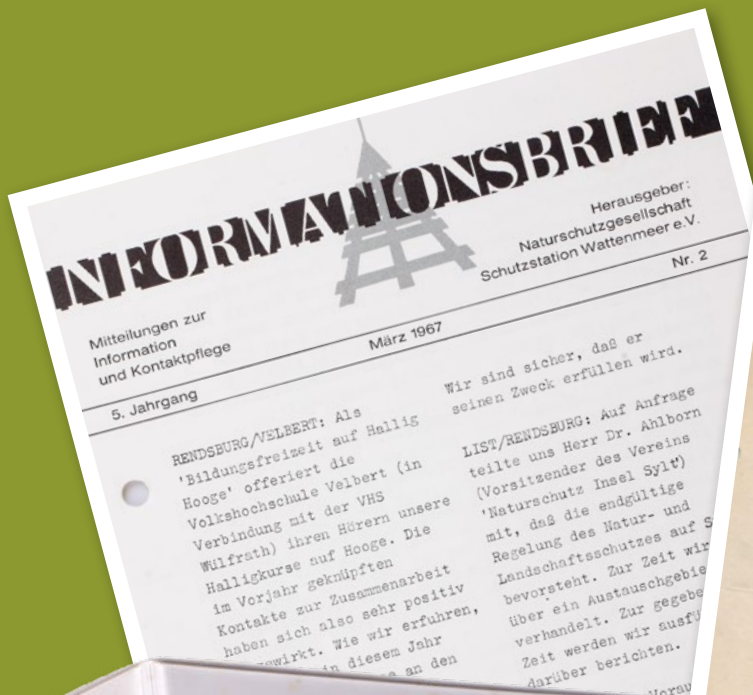 INFORMATIONSBRIEF
Mitteilungen zur
Information
und Kontaktpflege
Herausgeber:
Naturschutzgesellschaft
Schutzstation Wattenmeer e.V.
5. Jahrgang
März 1967
Nr. 2
RENDSBURG/VELBERT: Als
'Bildungsfreizeit auf Hallig
Hooge' offeriert die
Volkshochschule Velbert (in
Verbindung mit der VHS
Wülfrath) ihren Hörern unsere
Halligkurse auf Hooge. Die
im Vorjahr geknüpften
Kontakte zur Zusammenarbeit
haben sich also sehr positiv
Wie wir erfuhren,
in diesem Jahr
an den
Wir sind sicher, daß er
seinen Zweck erfüllen wird.
LIST/RENDSBURG: Auf Anfrage
teilte uns Herr Dr. Ahlborn
(Vorsitzender des Vereins
'Naturschutz Insel Sylt')
mit, daß die endgültige
Regelung des Natur- und
Landschaftsschutzes auf
bevorsteht. Zur Zeit
über ein
verhandelt. Zur
Zeit werden wir
darüber berichten.